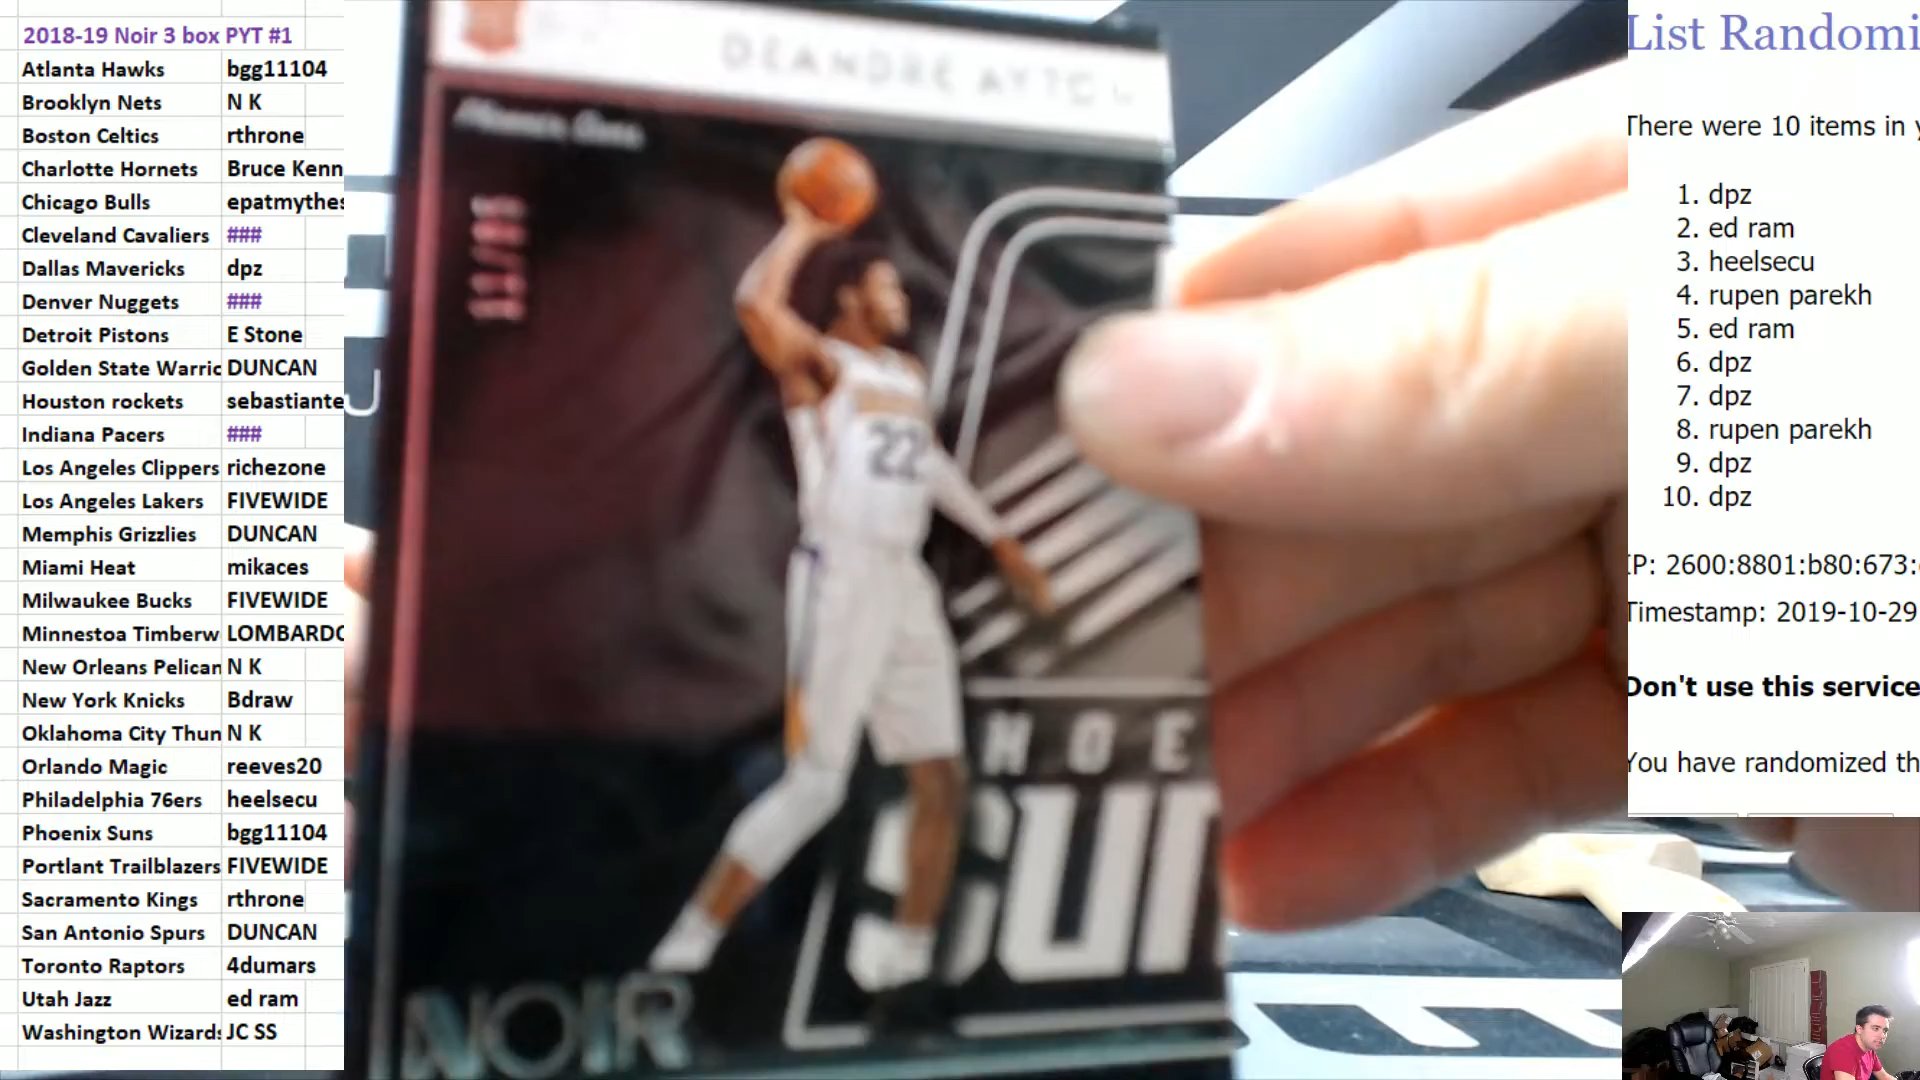 2018-19 Noir 3 box PYT #1
Atlanta Hawks bgg11104
Brooklyn Nets N K
Boston Celtics rthrone
Charlotte Hornets Bruce Kenn
Chicago Bulls epatmythes
Cleveland Cavaliers ###
Dallas Mavericks dpz
Denver Nuggets ###
Detroit Pistons E Stone
Golden State Warric DUNCAN
Houston rockets sebastiante
Indiana Pacers ###
Los Angeles Clippers richezone
Los Angeles Lakers FIVEWIDE
Memphis Grizzlies DUNCAN
Miami Heat mikaces
Milwaukee Bucks FIVEWIDE
Minnestoa Timberw LOMBARDO
New Orleans Pelican N K
New York Knicks Bdraw
Oklahoma City Thun N K
Orlando Magic reeves20
Philadelphia 76ers heelsecu
Phoenix Suns bgg11104
Portlant Trailblazers FIVEWIDE
Sacramento Kings rthrone
San Antonio Spurs DUNCAN
Toronto Raptors 4dumars
Utah Jazz ed ram
Washington Wizards JC SS
DEANDRE AYTON
22
HOE
SUN
NOIR
List Randomi
There were 10 items in y
1. dpz
2. ed ram
3. heelsecu
4. rupen parekh
5. ed ram
6. dpz
7. dpz
8. rupen parekh
9. dpz
10. dpz
IP: 2600:8801:b80:673:
Timestamp: 2019-10-29
Don't use this service
You have randomized th